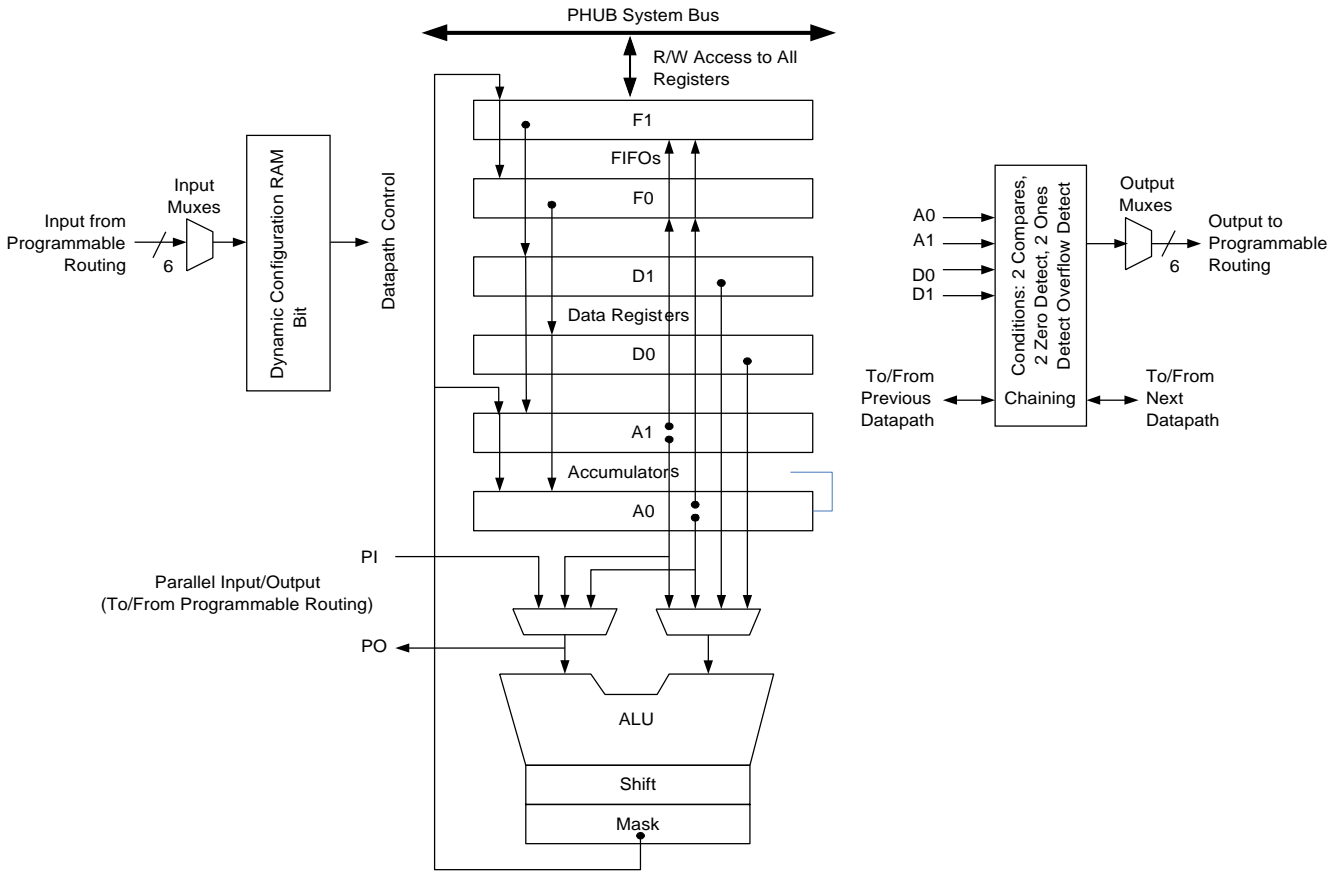 PHUB System Bus
R/W Access to All
Registers
F1
FIFOs
F0
D1
Data Registers
D0
A1
Accumulators
A0
Input from
Programmable
Routing
6
Input
Muxes
Dynamic Configuration RAM
Bit
Datapath Control
PI
Parallel Input/Output
(To/From Programmable Routing)
PO
ALU
Shift
Mask
A0
A1
D0
D1
Conditions: 2 Compares,
2 Zero Detect, 2 Ones
Detect Overflow Detect
Chaining
To/From
Previous
Datapath
To/From
Next
Datapath
Output
Muxes
6
Output to
Programmable
Routing